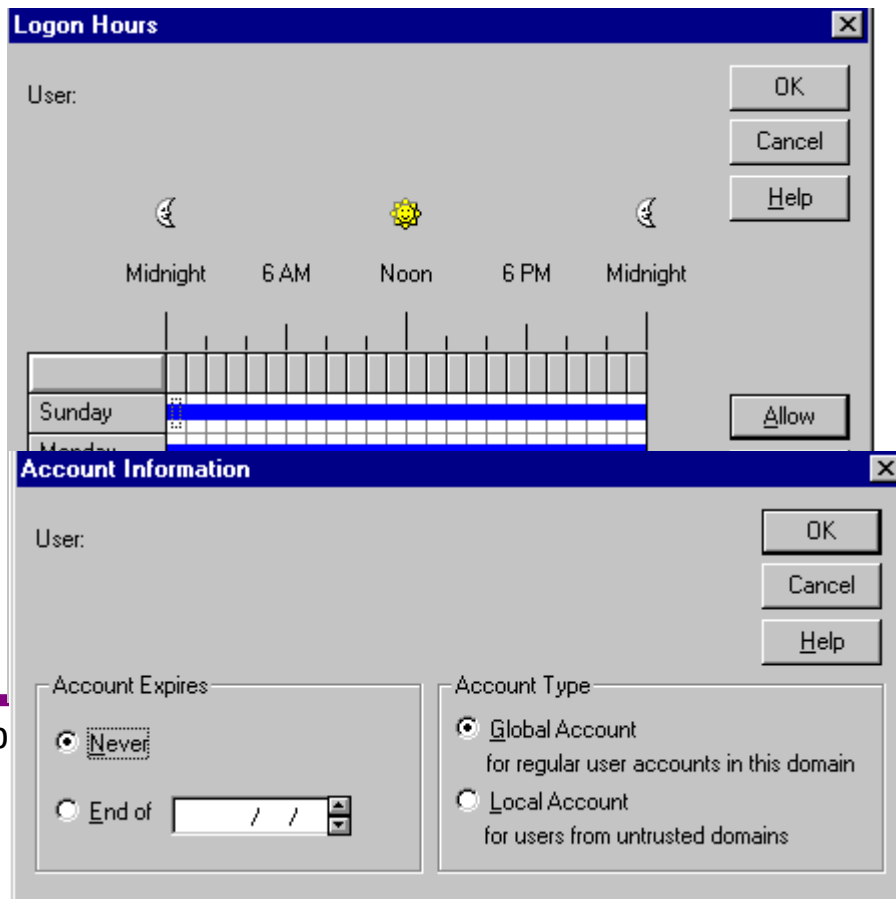 Logon Hours
User:
OK
Cancel
Help
Midnight 6 AM Noon 6 PM Midnight
Sunday
Allow
Monday
Account Information
User:
OK
Cancel
Help
Account Expires
Never
End of / /
Account Type
Global Account
for regular user accounts in this domain
Local Account
for users from untrusted domains